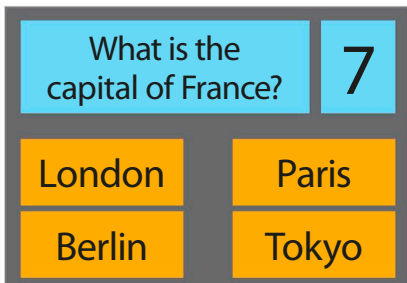 What is the
capital of France?
7
London
Paris
Berlin
Tokyo